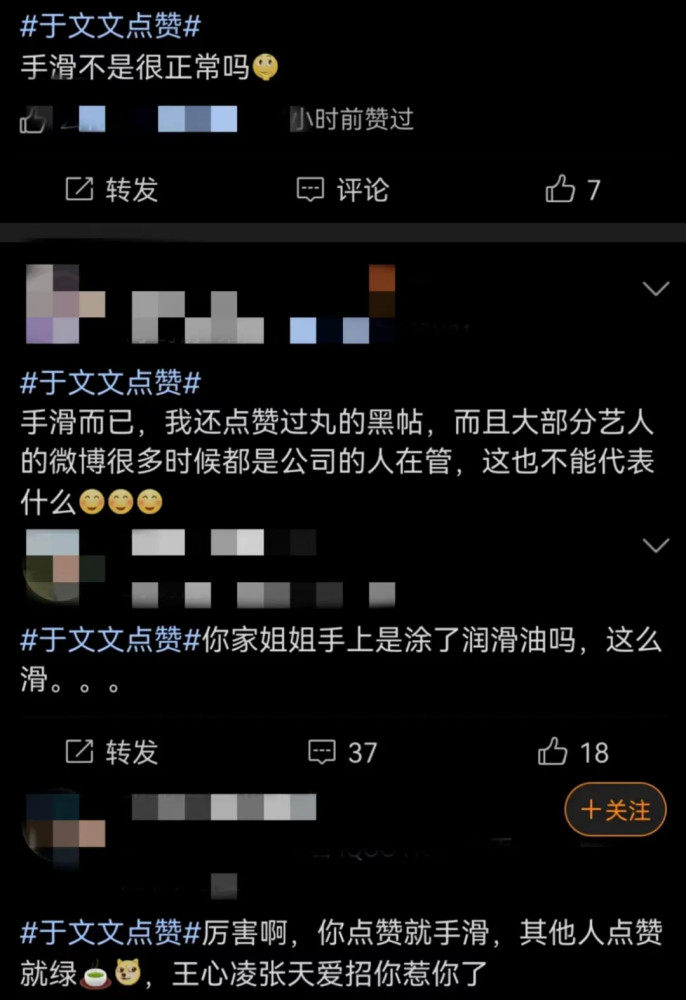 #于文文点赞#
手滑不是很正常吗🤔
小时前赞过
转发 评论 7
#于文文点赞#
手滑而已，我还点赞过丸的黑帖，而且大部分艺人
的微博很多时候都是公司的人在管，这也不能代表
什么😊😊😊
#于文文点赞#你家姐姐手上是涂了润滑油吗，这么
滑。。。
转发 37 18
+关注
#于文文点赞#厉害啊，你点赞就手滑，其他人点赞
就绿🍵🐶，王心凌张天爱招你惹你了